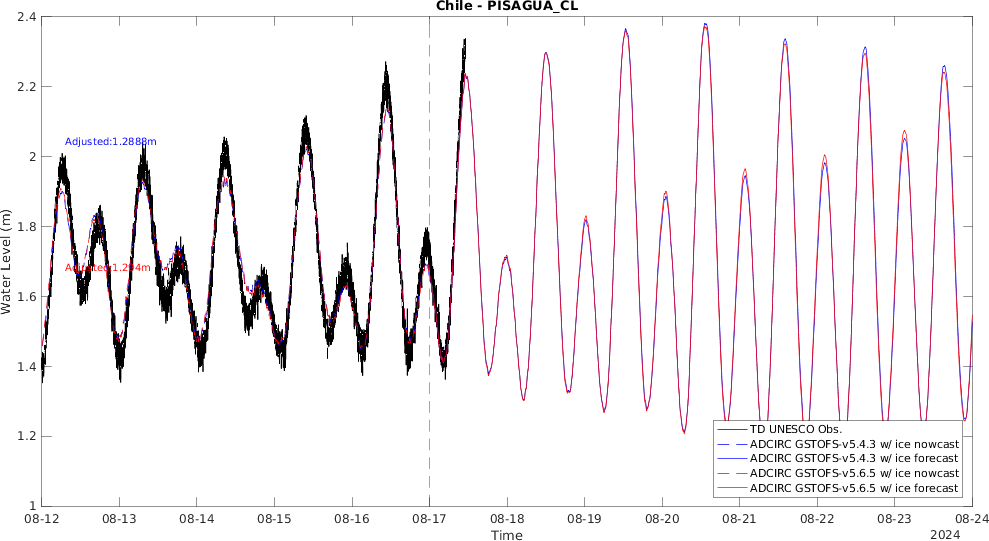 Chile - PISAGUA_CL
2.4
2.2
2
1.8
1.6
1.4
1.2
1
Water Level (m)
Adjusted:1.2888m
Adjusted:1.294m
TD UNESCO Obs.
ADCIRC GSTOFS-v5.4.3 w/ ice nowcast
ADCIRC GSTOFS-v5.4.3 w/ ice forecast
ADCIRC GSTOFS-v5.6.5 w/ ice nowcast
ADCIRC GSTOFS-v5.6.5 w/ ice forecast
08-12 08-13 08-14 08-15 08-16 08-17 08-18 08-19 08-20 08-21 08-22 08-23 08-24
Time
2024